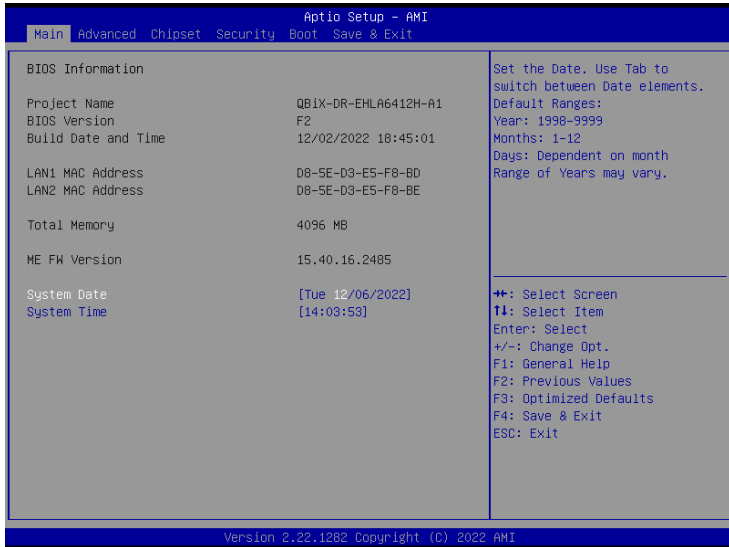 Aptio Setup – AMI
Main Advanced Chipset Security Boot Save & Exit
BIOS Information
Project Name QBiX-DR-EHLA6412H-A1
BIOS Version F2
Build Date and Time 12/02/2022 18:45:01
LAN1 MAC Address D8-5E-D3-E5-F8-BD
LAN2 MAC Address D8-5E-D3-E5-F8-BE
Total Memory 4096 MB
ME FW Version 15.40.16.2485
System Date [Tue 12/06/2022]
System Time [14:03:53]
Set the Date. Use Tab to
switch between Date elements.
Default Ranges:
Year: 1998-9999
Months: 1-12
Days: Dependent on month
Range of Years may vary.
→←: Select Screen
↑↓: Select Item
Enter: Select
+/-: Change Opt.
F1: General Help
F2: Previous Values
F3: Optimized Defaults
F4: Save & Exit
ESC: Exit
Version 2.22.1282 Copyright (C) 2022 AMI